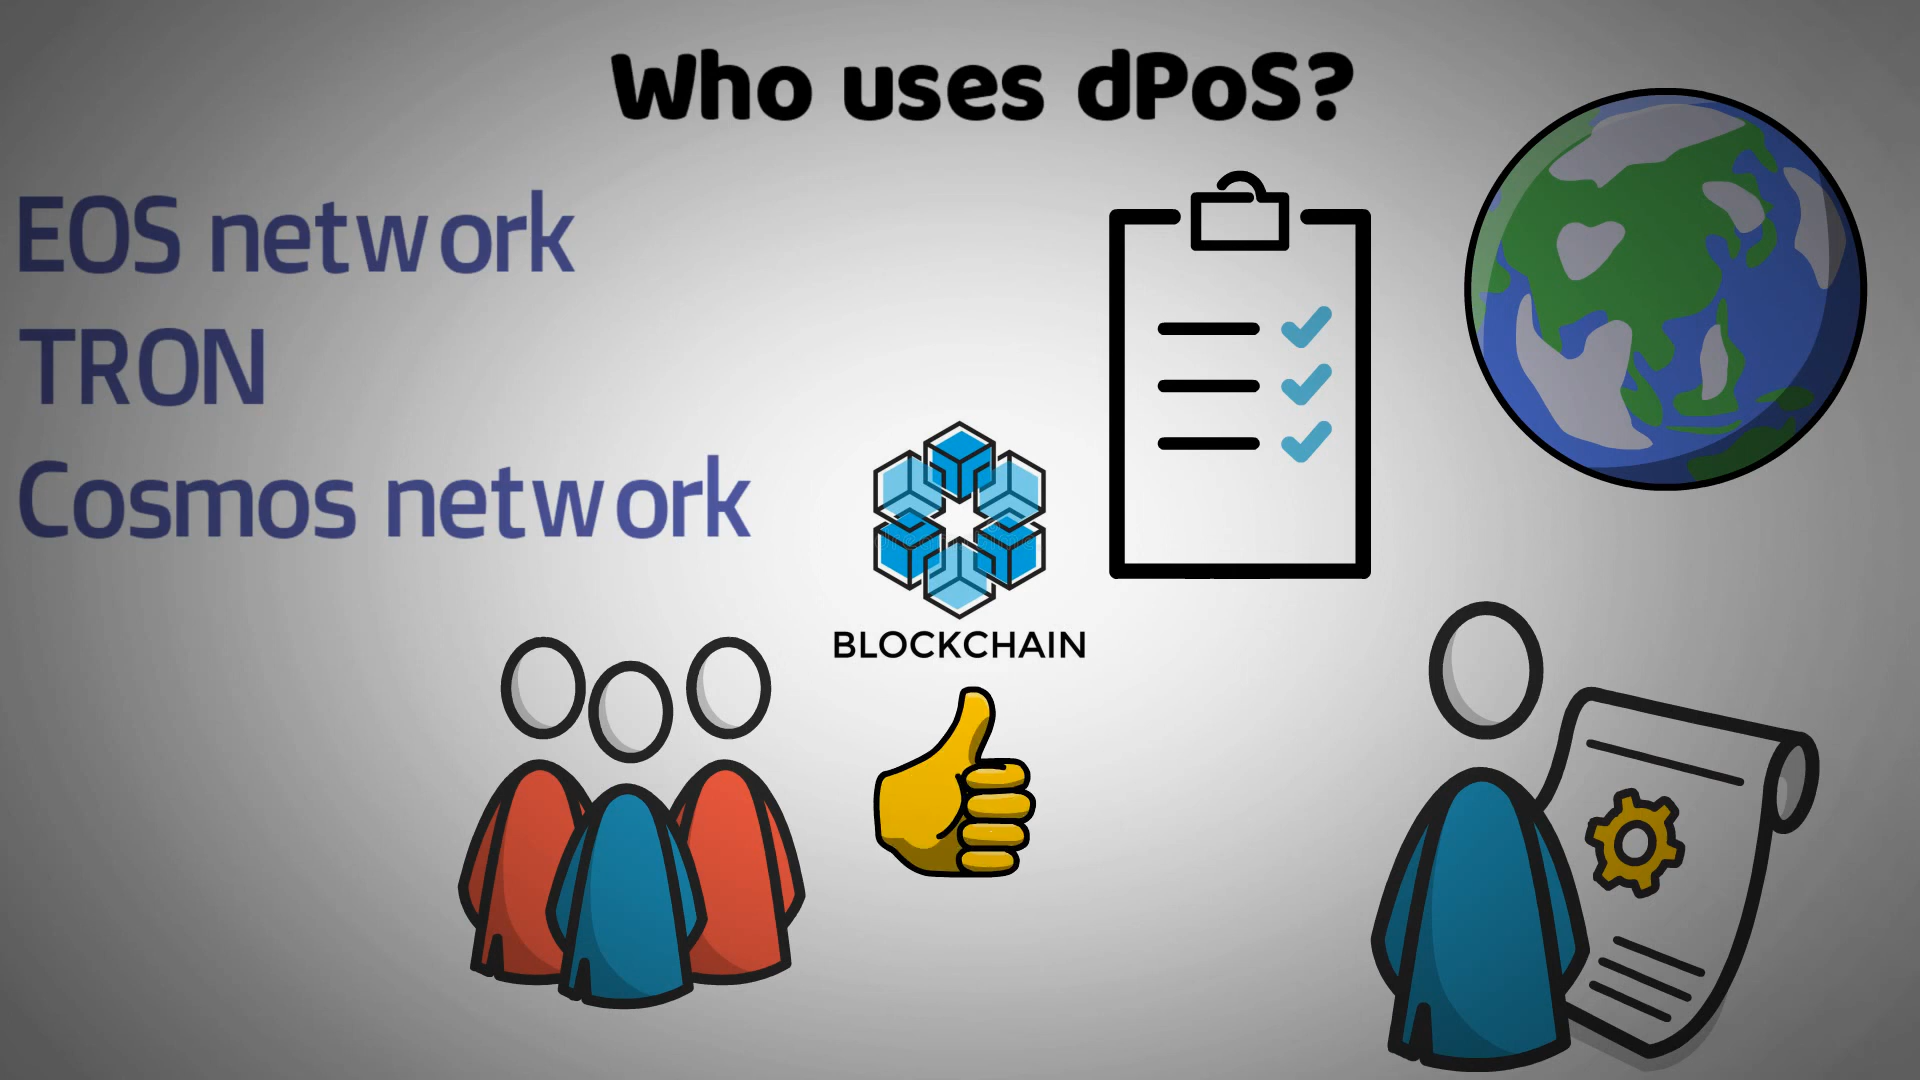 Who uses dPoS?
EOS network
TRON
Cosmos network
BLOCKCHAIN